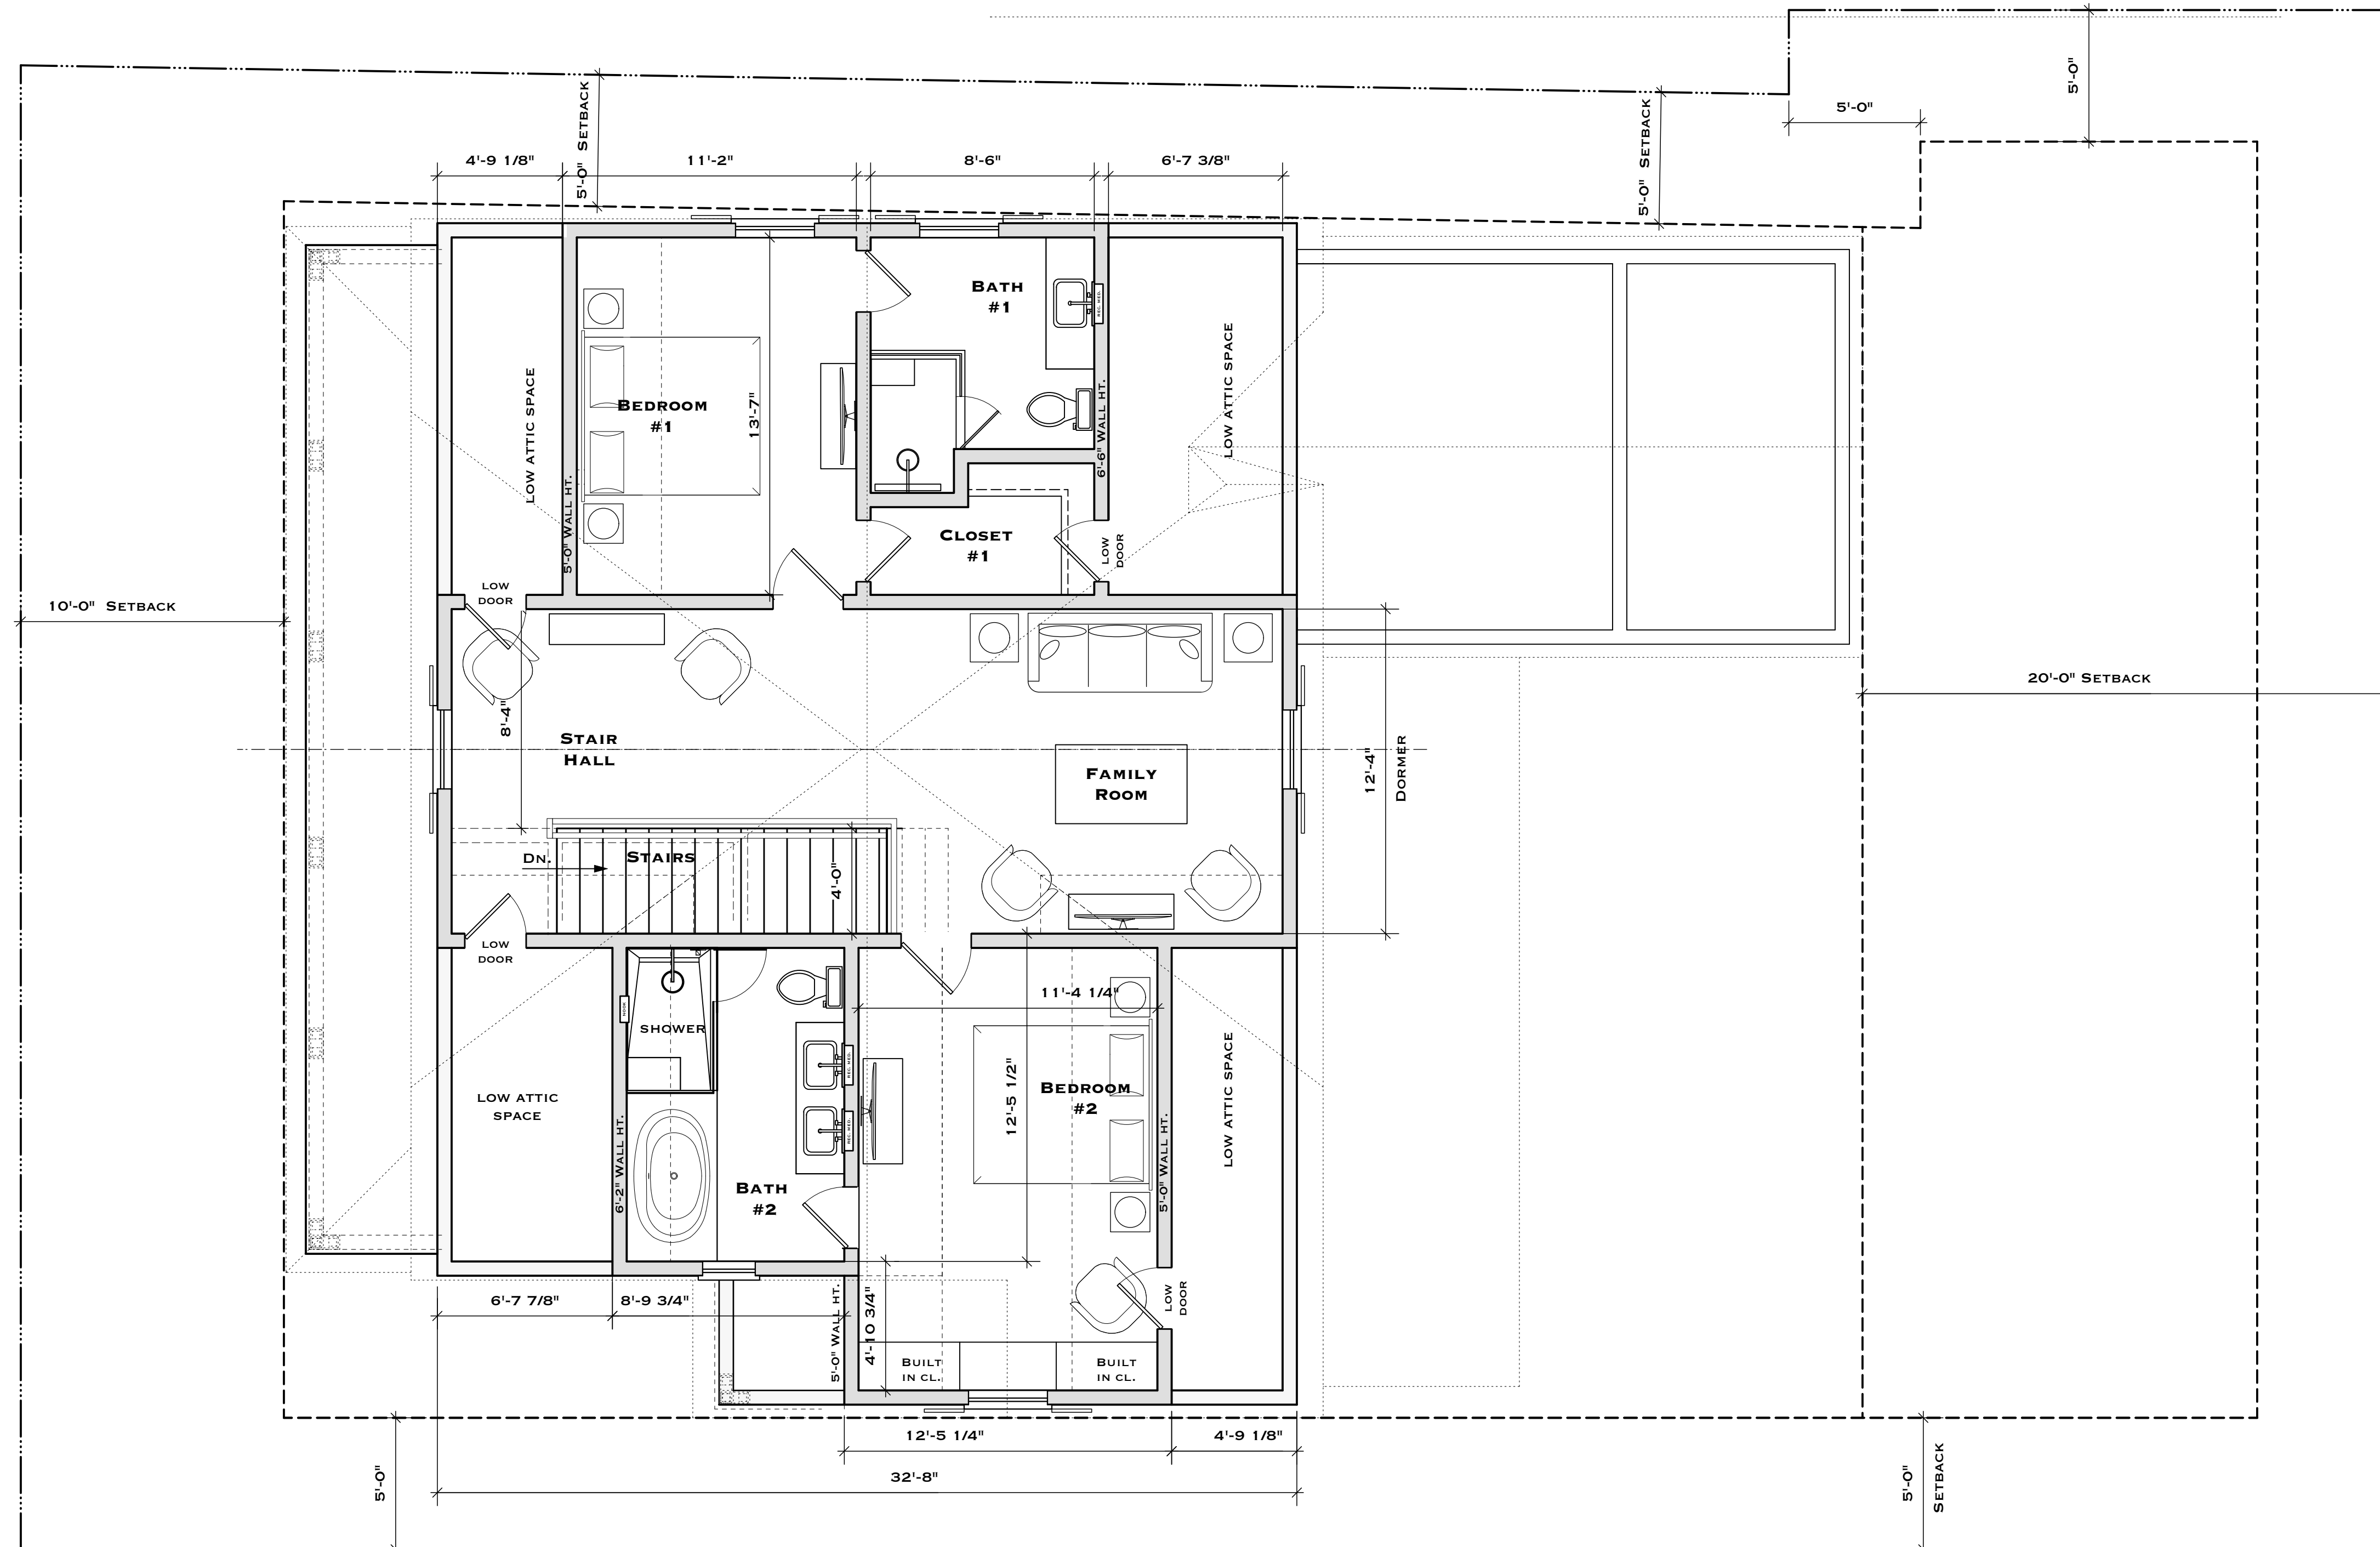 5'-0"
5'-0"
5'-0" SETBACK
5'-0" SETBACK
4'-9 1/8"
11'-2"
8'-6"
6'-7 3/8"
BATH
#1
REC. MED.
LOW ATTIC SPACE
BEDROOM
#1
13'-7"
6'-6" WALL HT.
LOW ATTIC SPACE
5'-0" WALL HT.
CLOSET
#1
LOW
DOOR
LOW
DOOR
10'-0" SETBACK
20'-0" SETBACK
8'-4"
STAIR
HALL
FAMILY
ROOM
12'-4"
DORMER
DN.
STAIRS
4'-0"
LOW
DOOR
11'-4 1/4"
SHOWER
REC. MED.
REC. MED.
12'-5 1/2"
BEDROOM
#2
LOW ATTIC
SPACE
LOW ATTIC SPACE
6'-2" WALL HT.
5'-0" WALL HT.
BATH
#2
LOW
DOOR
6'-7 7/8"
8'-9 3/4"
5'-0" WALL HT.
4'-10 3/4"
BUILT
IN CL.
BUILT
IN CL.
12'-5 1/4"
4'-9 1/8"
32'-8"
5'-0"
5'-0"
SETBACK